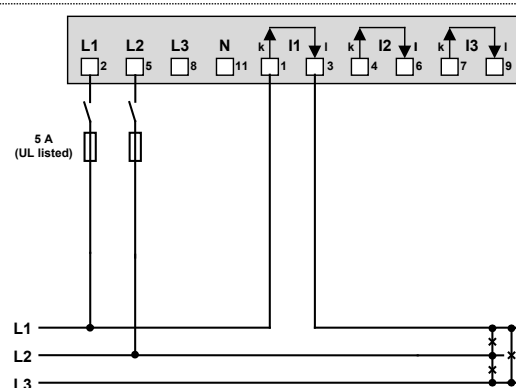 L1 L2 L3 N k I1 l k I2 l k I3 l
2 5 8 11 1 3 4 6 7 9
5 A
(UL listed)
L1
L2
L3